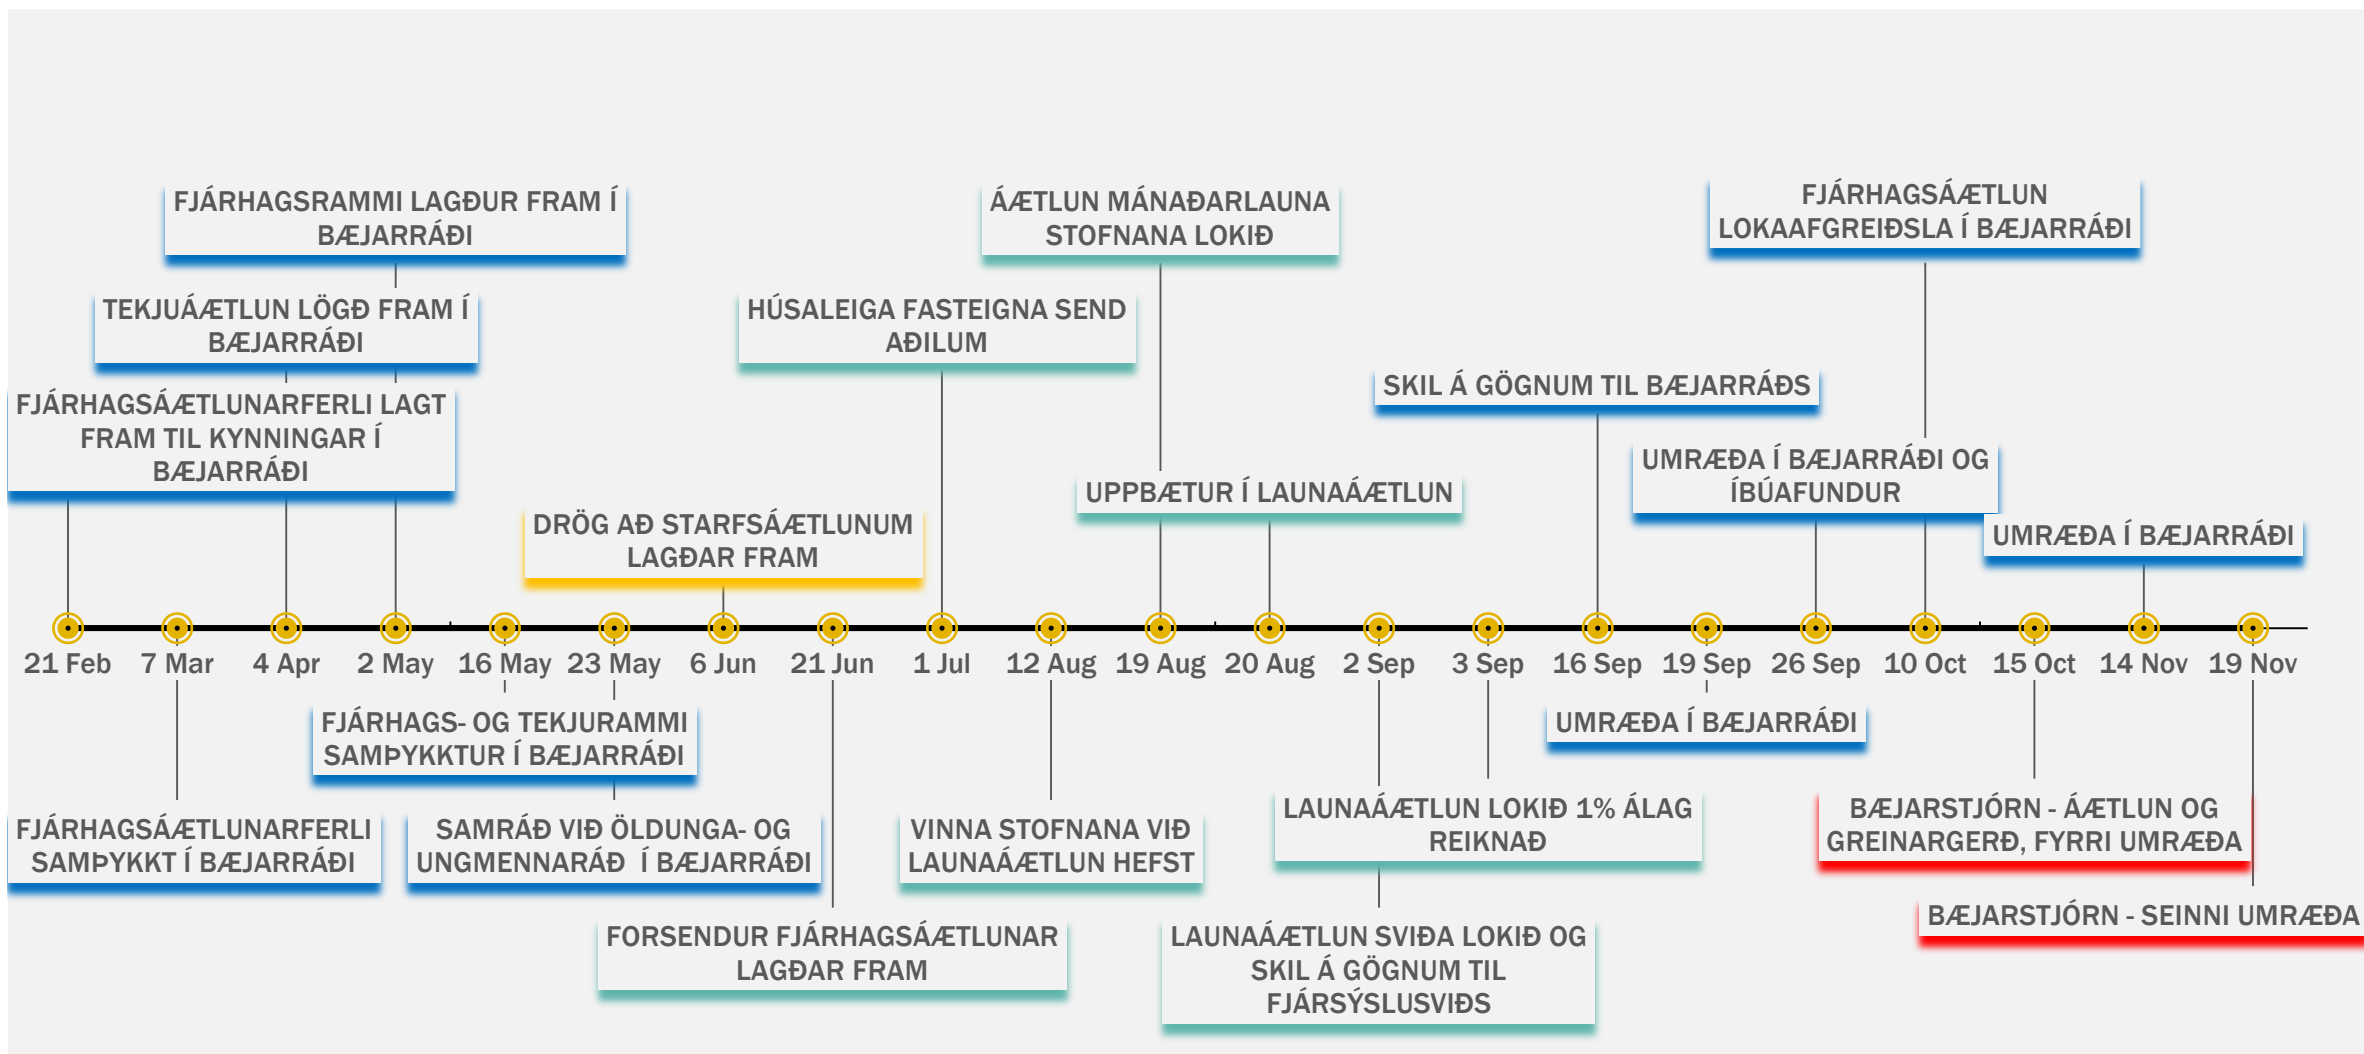 FJÁRHAGSRAMMI LAGÐUR FRAM Í
BÆJARRÁÐI
TEKJUÁÆTLUN LÖGÐ FRAM Í
BÆJARRÁÐI
FJÁRHAGSÁÆTLUNARFERLI LAGT
FRAM TIL KYNNINGAR Í
BÆJARRÁÐI
DRÖG AÐ STARFSÁÆTLUNUM
LAGÐAR FRAM
HÚSALEIGA FASTEIGNA SEND
AÐILUM
ÁÆTLUN MÁNAÐARLAUNA
STOFNANA LOKIÐ
UPPBÆTUR Í LAUNAÁÆTLUN
SKIL Á GÖGNUM TIL BÆJARRÁÐS
FJÁRHAGSÁÆTLUN
LOKAAFGREIÐSLA Í BÆJARRÁÐI
UMRÆÐA Í BÆJARRÁÐI OG
ÍBÚAFUNDUR
UMRÆÐA Í BÆJARRÁÐI
21 Feb 7 Mar 4 Apr 2 May 16 May 23 May 6 Jun 21 Jun 1 Jul 12 Aug 19 Aug 20 Aug 2 Sep 3 Sep 16 Sep 19 Sep 26 Sep 10 Oct 15 Oct 14 Nov 19 Nov
FJÁRHAGS- OG TEKJURAMMI
SAMÞYKKTUR Í BÆJARRÁÐI
FJÁRHAGSÁÆTLUNARFERLI
SAMÞYKKT Í BÆJARRÁÐI
SAMRÁÐ VIÐ ÖLDUNGA- OG
UNGMENNARÁÐ Í BÆJARRÁÐI
FORSENDUR FJÁRHAGSÁÆTLUNAR
LAGÐAR FRAM
VINNA STOFNANA VIÐ
LAUNAÁÆTLUN HEFST
LAUNAÁÆTLUN SVIÐA LOKIÐ OG
SKIL Á GÖGNUM TIL
FJÁRSÝSLUSVIÐS
LAUNAÁÆTLUN LOKIÐ 1% ÁLAG
REIKNAÐ
UMRÆÐA Í BÆJARRÁÐI
BÆJARSTJÓRN - ÁÆTLUN OG
GREINARGERÐ, FYRRI UMRÆÐA
BÆJARSTJÓRN - SEINNI UMRÆÐA